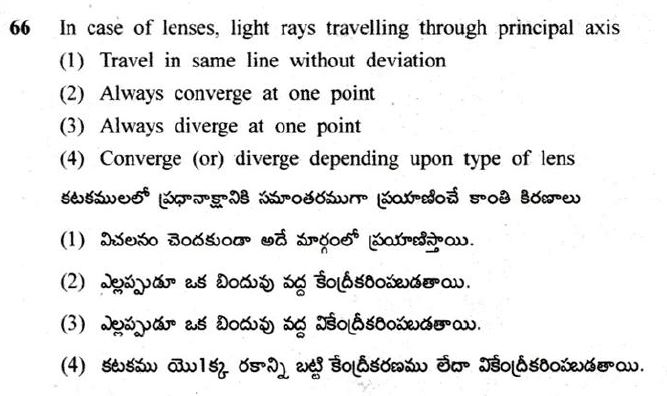 66 In case of lenses, light rays travelling through principal axis
(1) Travel in same line without deviation
(2) Always converge at one point
(3) Always diverge at one point
(4) Converge (or) diverge depending upon type of lens
కటకములలో ప్రధానాక్షానికి సమాంతరముగా ప్రయాణించే కాంతి కిరణాలు
(1) విచలనం చెందకుండా అదే మార్గంలో ప్రయాణిస్తాయి.
(2) ఎల్లప్పుడూ ఒక బిందువు వద్ద కేంద్రీకరింపబడతాయి.
(3) ఎల్లప్పుడూ ఒక బిందువు వద్ద వికేంద్రీకరింపబడతాయి.
(4) కటకము యొ1క్క రకాన్ని బట్టి కేంద్రీకరణము లేదా వికేంద్రీకరింపబడతాయి.